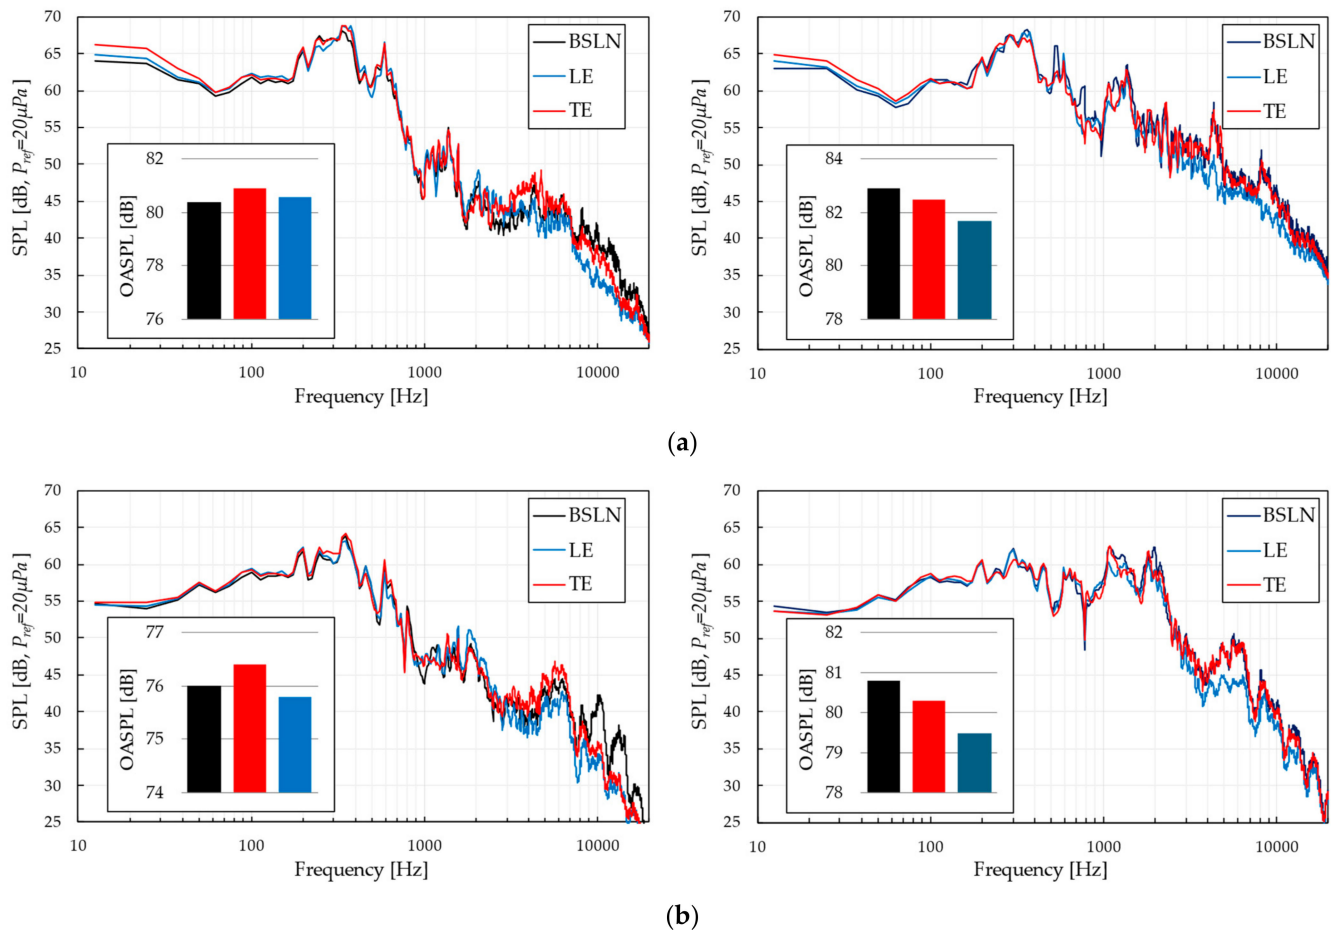 70
65
60
55
50
45
40
35
30
25
SPL [dB, Pref=20μPa]
BSLN
LE
TE
82
80
78
76
OASPL [dB]
10
100
1000
10000
Frequency [Hz]
70
65
60
55
50
45
40
35
30
25
SPL [dB, Pref=20μPa]
BSLN
LE
TE
84
82
80
78
OASPL [dB]
10
100
1000
10000
Frequency [Hz]
(a)
70
65
60
55
50
45
40
35
30
25
SPL [dB, Pref=20μPa]
BSLN
LE
TE
77
76
75
74
OASPL [dB]
10
100
1000
10000
Frequency [Hz]
70
65
60
55
50
45
40
35
30
25
SPL [dB, Pref=20μPa]
BSLN
LE
TE
82
81
80
79
78
OASPL [dB]
10
100
1000
10000
Frequency [Hz]
(b)